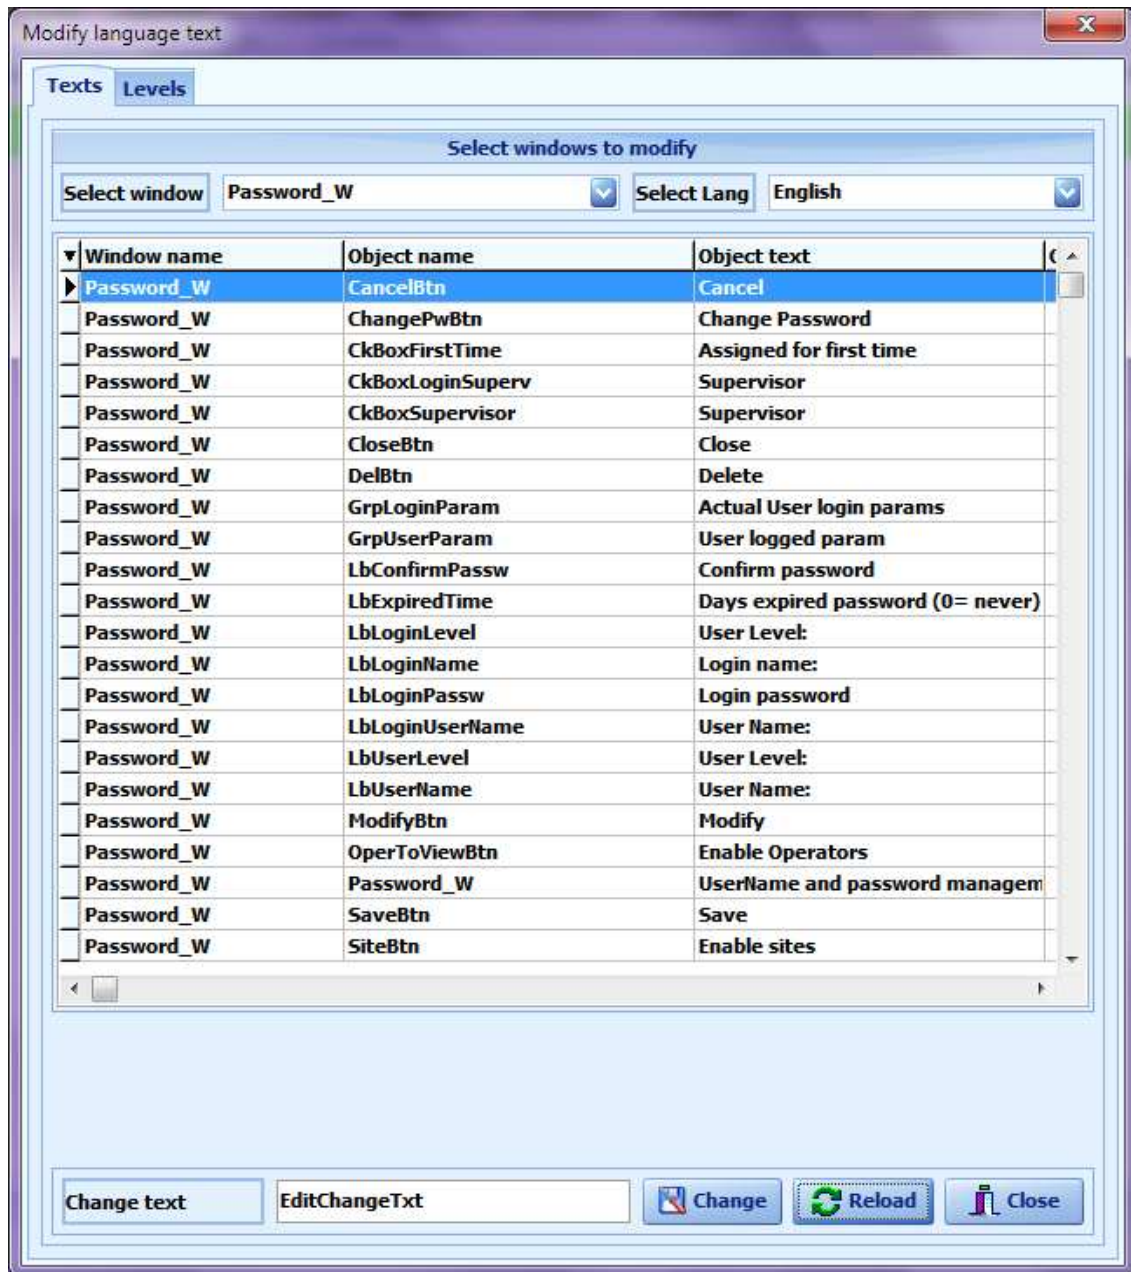 Modify language text
Texts Levels
Select windows to modify
Select window Password_W Select Lang English
Window name Object name Object text
Password_W CancelBtn Cancel
Password_W ChangePwBtn Change Password
Password_W CkBoxFirstTime Assigned for first time
Password_W CkBoxLoginSuperv Supervisor
Password_W CkBoxSupervisor Supervisor
Password_W CloseBtn Close
Password_W DelBtn Delete
Password_W GrpLoginParam Actual User login params
Password_W GrpUserParam User logged param
Password_W LbConfirmPassw Confirm password
Password_W LbExpiredTime Days expired password (0= never)
Password_W LbLoginLevel User Level:
Password_W LbLoginName Login name:
Password_W LbLoginPassw Login password
Password_W LbLoginUserName User Name:
Password_W LbUserLevel User Level:
Password_W LbUserName User Name:
Password_W ModifyBtn Modify
Password_W OperToViewBtn Enable Operators
Password_W Password_W UserName and password managem
Password_W SaveBtn Save
Password_W SiteBtn Enable sites
Change text EditChangeTxt Change Reload Close